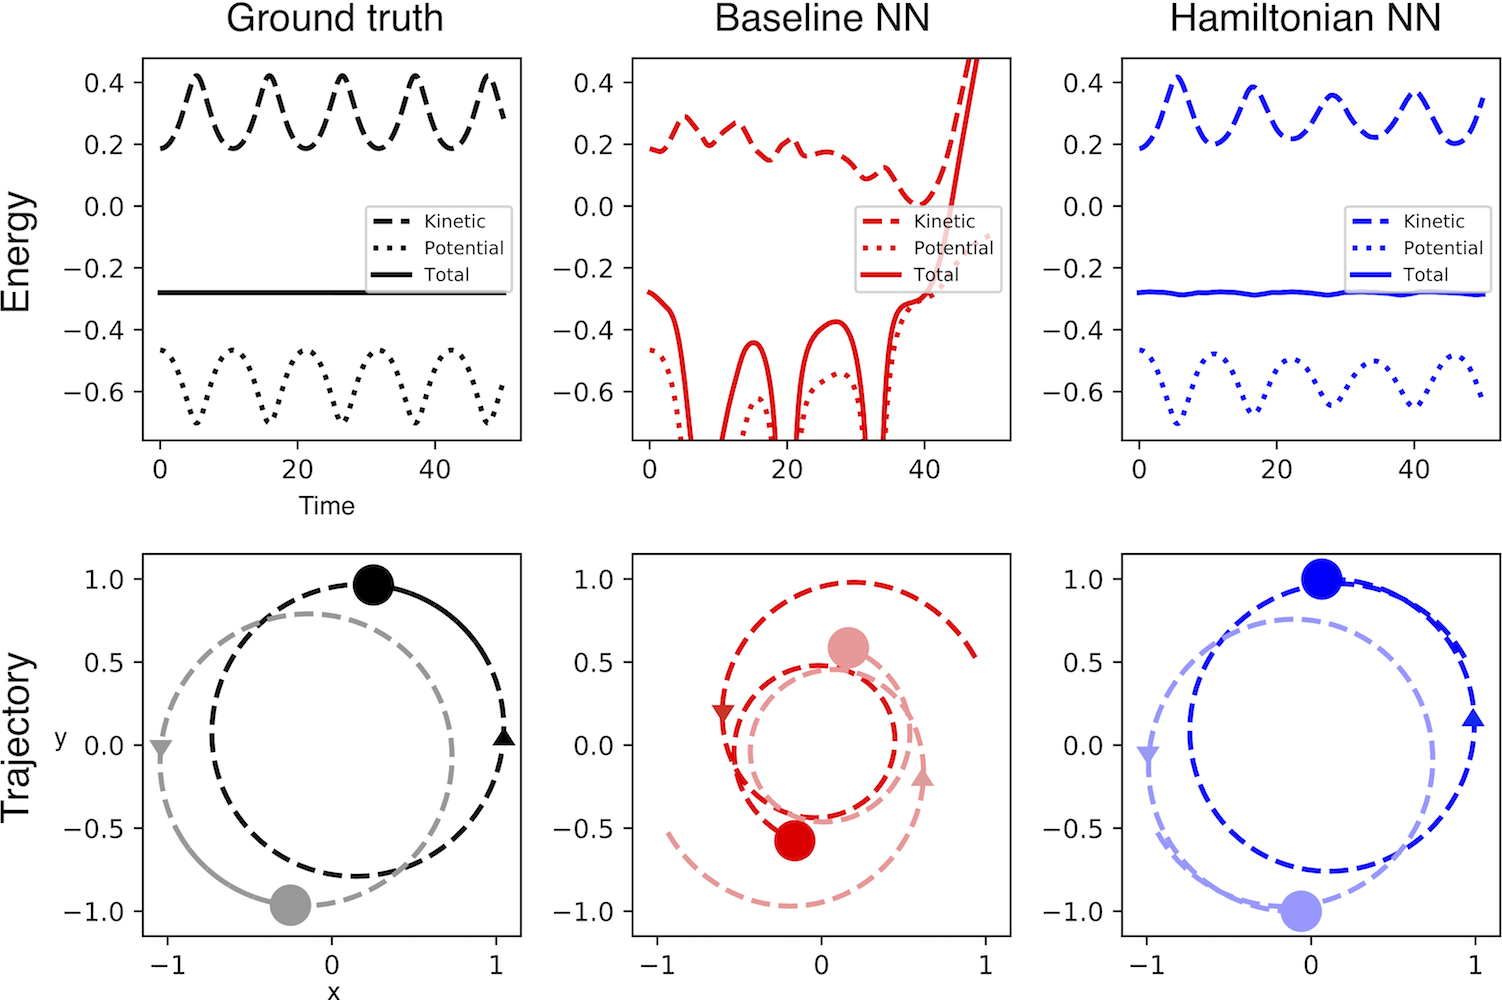 Ground truth Baseline NN Hamiltonian NN
Energy
0.4
0.2
0.0
−0.2
−0.4
−0.6
Kinetic
Potential
Total
0 20 40
Time
0.4
0.2
0.0
−0.2
−0.4
−0.6
Kinetic
Potential
Total
0 20 40
0.4
0.2
0.0
−0.2
−0.4
−0.6
Kinetic
Potential
Total
0 20 40
Trajectory
1.0
0.5
y 0.0
−0.5
−1.0
−1 0 1
x
1.0
0.5
0.0
−0.5
−1.0
−1 0 1
1.0
0.5
0.0
−0.5
−1.0
−1 0 1